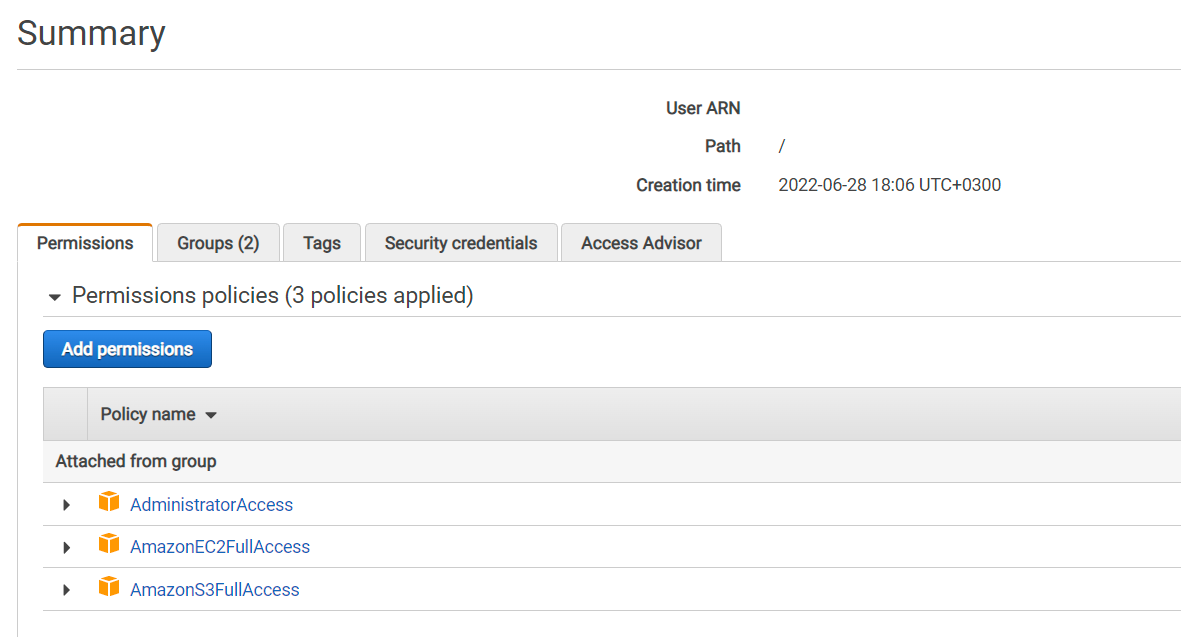 Summary
User ARN
Path /
Creation time 2022-06-28 18:06 UTC+0300
Permissions Groups (2) Tags Security credentials Access Advisor
Permissions policies (3 policies applied)
Add permissions
Policy name
Attached from group
AdministratorAccess
AmazonEC2FullAccess
AmazonS3FullAccess